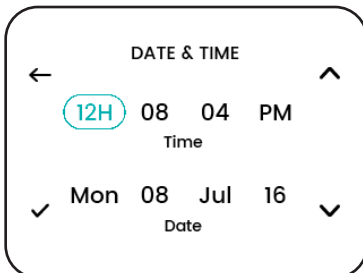 DATE & TIME
12H 08 04 PM
Time
Mon 08 Jul 16
Date